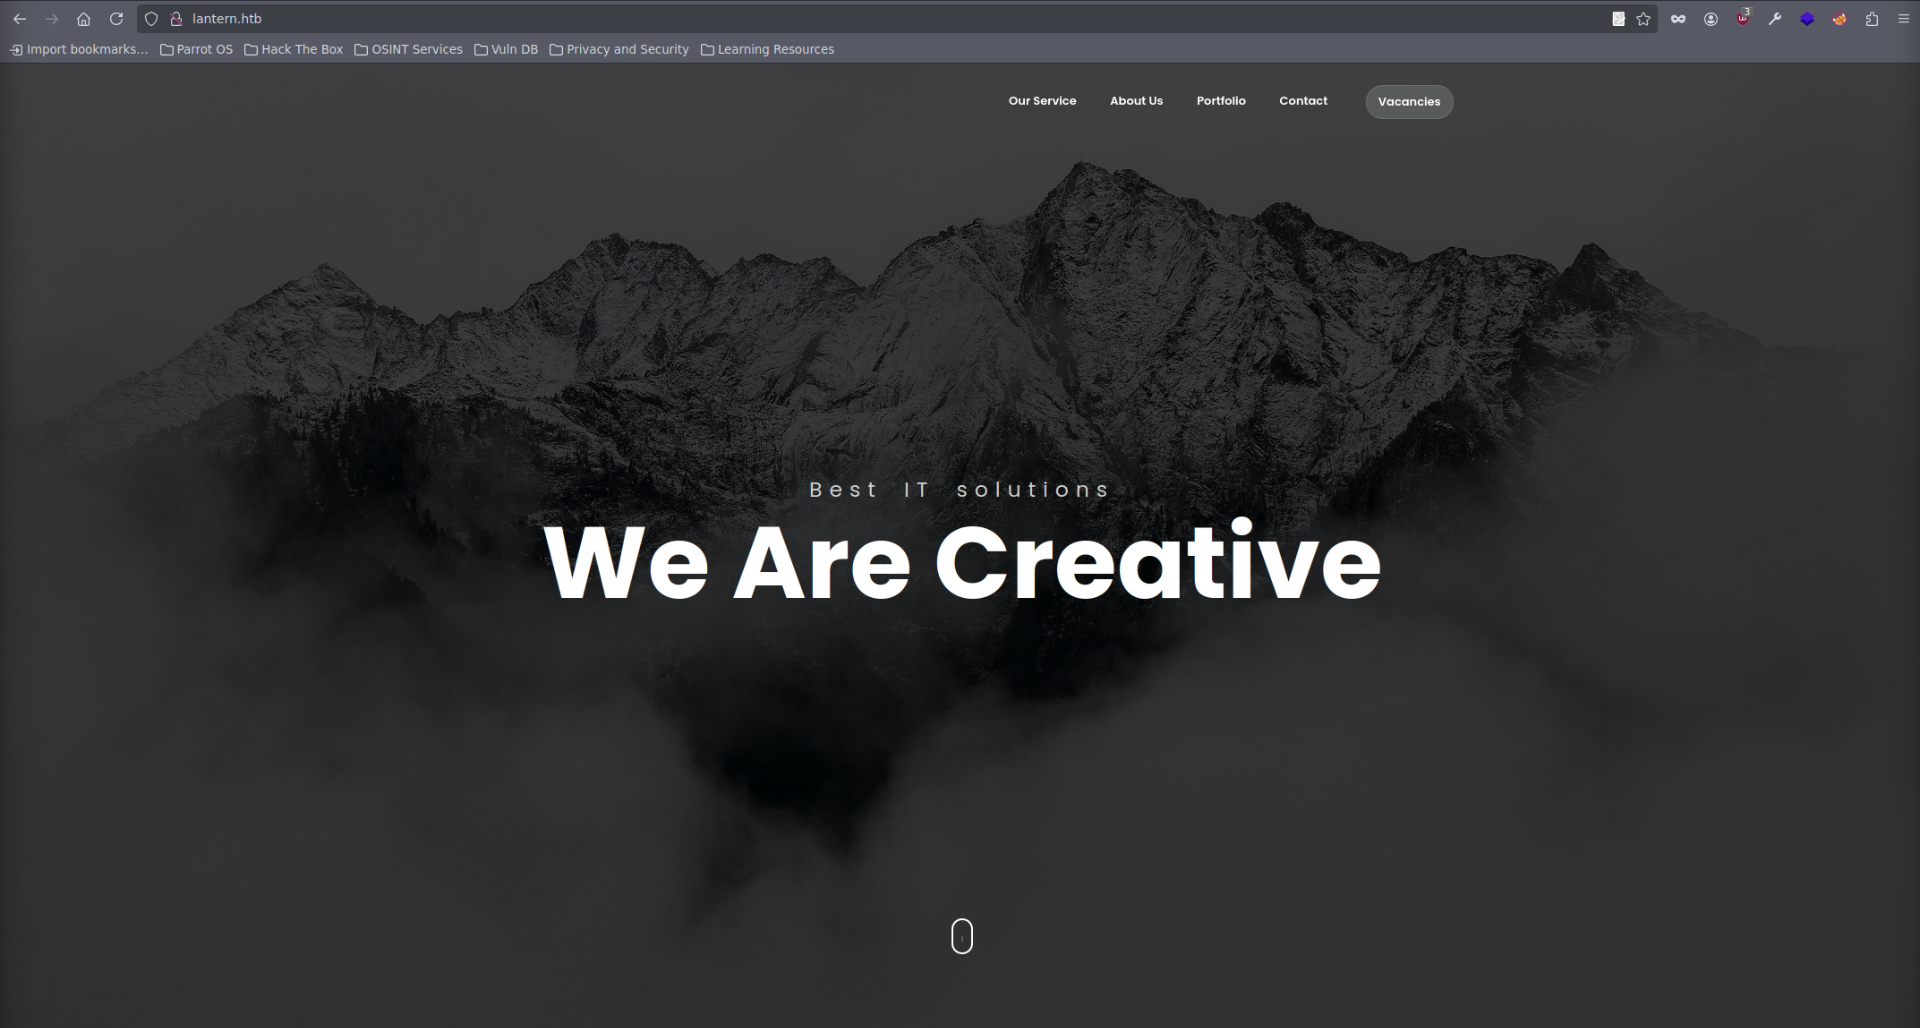 lantern.htb
3
Import bookmarks...
Parrot OS
Hack The Box
OSINT Services
Vuln DB
Privacy and Security
Learning Resources
Our Service
About Us
Portfolio
Contact
Vacancies
Best IT solutions
We Are Creative